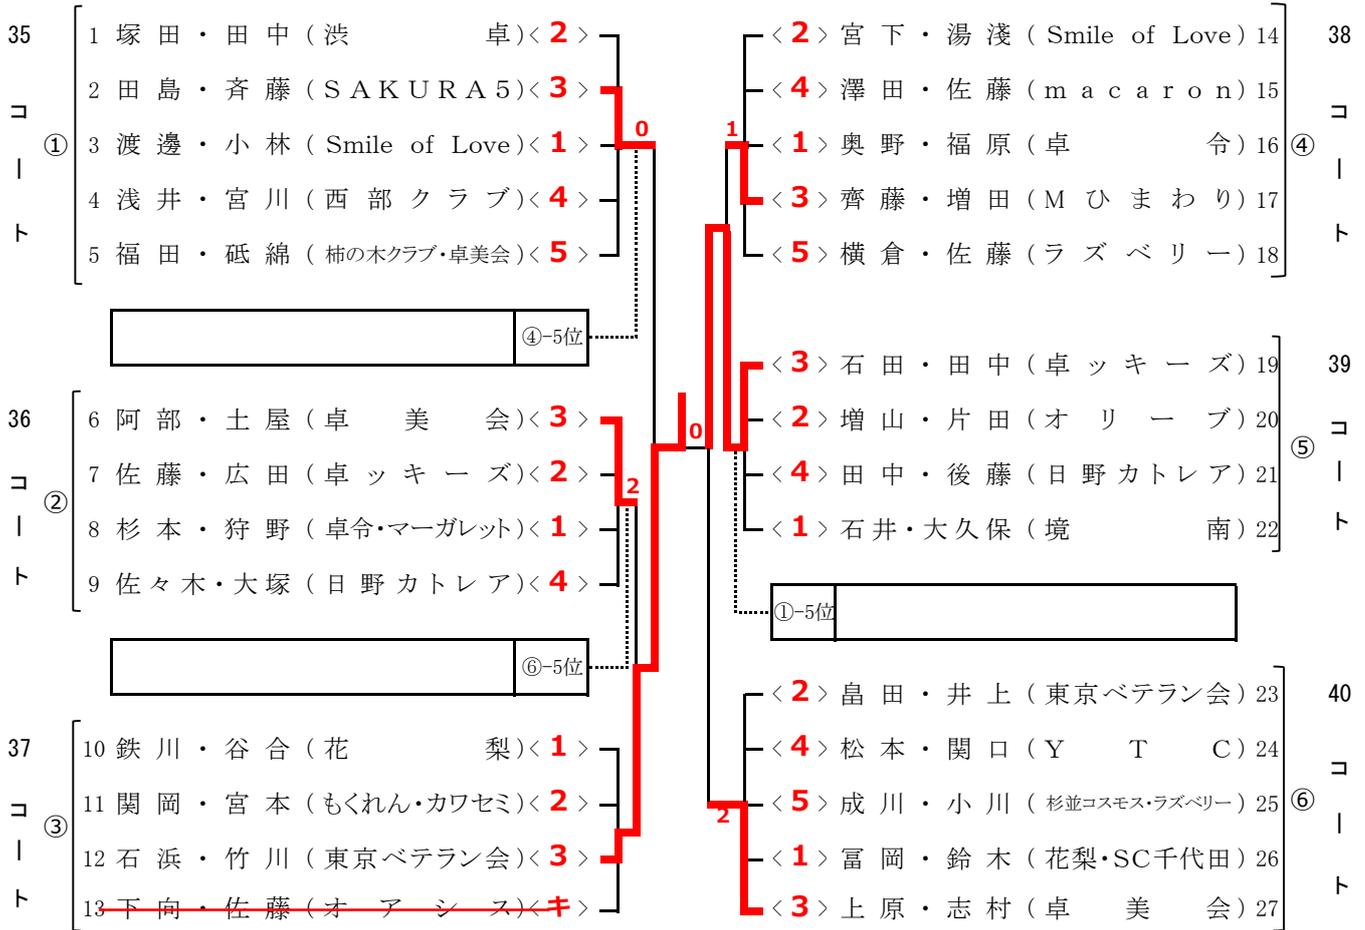 35 コート
①
1 塚田・田中(渋卓)<2>
2 田島・斉藤(SAKURA5)<3>
3 渡邊・小林(Smile of Love)<1>
4 浅井・宮川(西部クラブ)<4>
5 福田・砥綿(柿の木クラブ・卓美会)<5>
0
④-5位
36 コート
②
6 阿部・土屋(卓美会)<3>
7 佐藤・広田(卓ッキーズ)<2>
8 杉本・狩野(卓令・マーガレット)<1>
9 佐々木・大塚(日野カトレア)<4>
2
⑥-5位
37 コート
③
10 鉄川・谷合(花梨)<1>
11 関岡・宮本(もくれん・カワセミ)<2>
12 石浜・竹川(東京ベテラン会)<3>
13 下向・佐藤(オアシス)<キ>
0
38 コート
④
<2>宮下・湯淺(Smile of Love)14
<4>澤田・佐藤(macaron)15
<1>奥野・福原(卓令)16
<3>齊藤・増田(Mひまわり)17
<5>横倉・佐藤(ラズベリー)18
1
39 コート
⑤
<3>石田・田中(卓ッキーズ)19
<2>増山・片田(オリーブ)20
<4>田中・後藤(日野カトレア)21
<1>石井・大久保(境南)22
①-5位
40 コート
⑥
<2>畠田・井上(東京ベテラン会)23
<4>松本・関口(YTC)24
<5>成川・小川(杉並コスモス・ラズベリー)25
<1>冨岡・鈴木(花梨・SC千代田)26
<3>上原・志村(卓美会)27
2